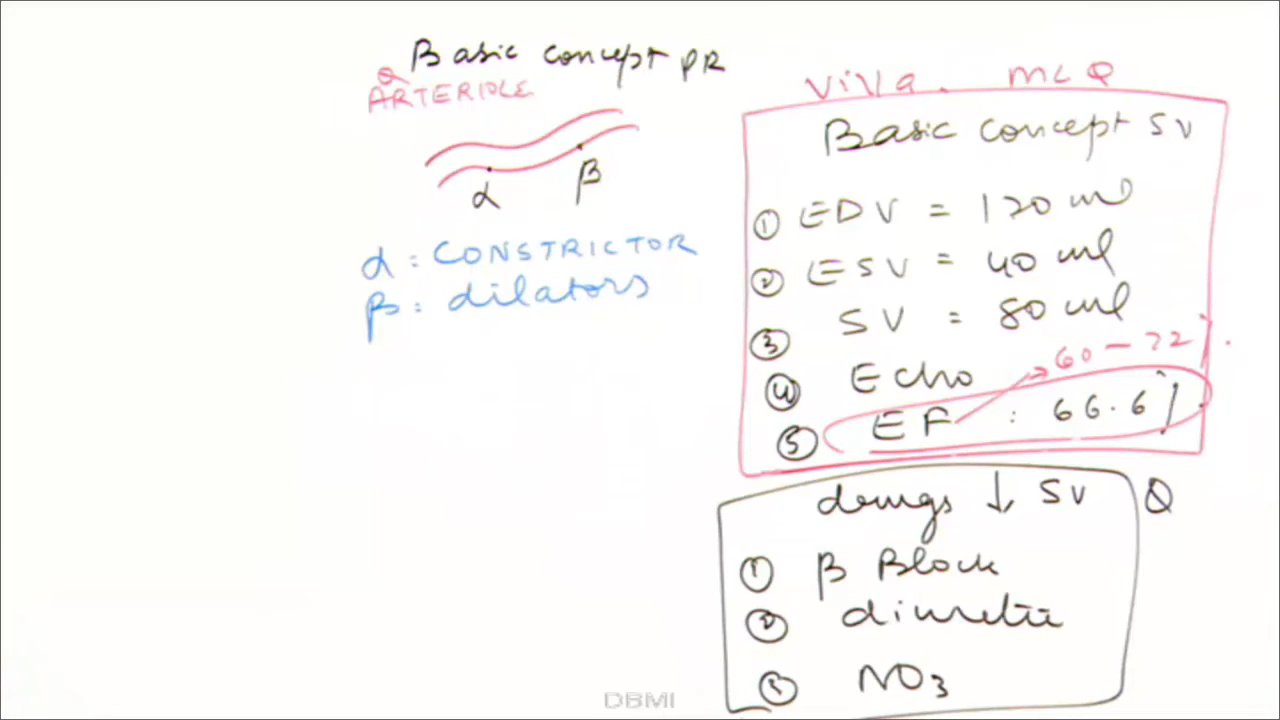 Basic concept PR
Q
ARTERIOLE
α β
α : CONSTRICTOR
β : dilators
Viva. MCQ
Basic concept SV
① EDV = 120 ml
② ESV = 40 ml
③ SV = 80 ml
④ Echo
60 - 72 %.
⑤ EF : 66.6 %
drugs ↓ SV Q
① β Block
② diuretic
③ NO3
DBMI